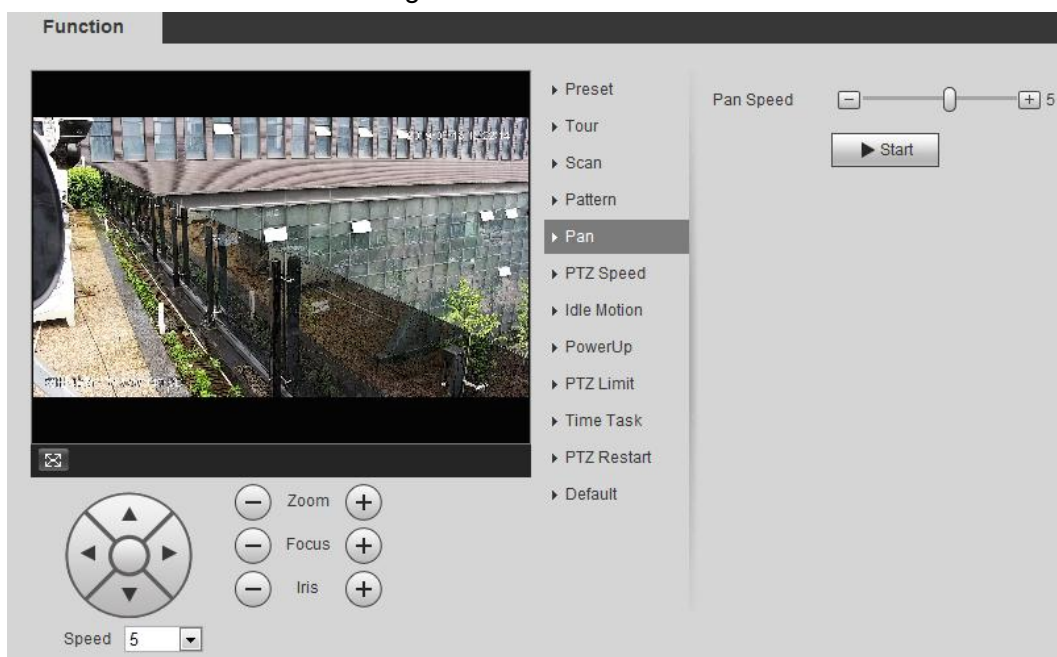 Function
Preset
Tour
Scan
Pattern
Pan
PTZ Speed
Idle Motion
PowerUp
PTZ Limit
Time Task
PTZ Restart
Default
Pan Speed
5
Start
Zoom
Focus
Iris
Speed 5